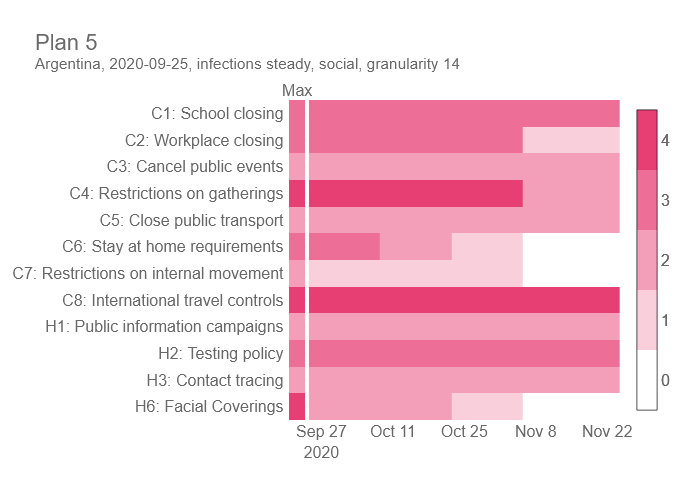 Plan 5
Argentina, 2020-09-25, infections steady, social, granularity 14
Max
C1: School closing
C2: Workplace closing
C3: Cancel public events
C4: Restrictions on gatherings
C5: Close public transport
C6: Stay at home requirements
C7: Restrictions on internal movement
C8: International travel controls
H1: Public information campaigns
H2: Testing policy
H3: Contact tracing
H6: Facial Coverings
4
3
2
1
0
Sep 27 Oct 11 Oct 25 Nov 8 Nov 22
2020